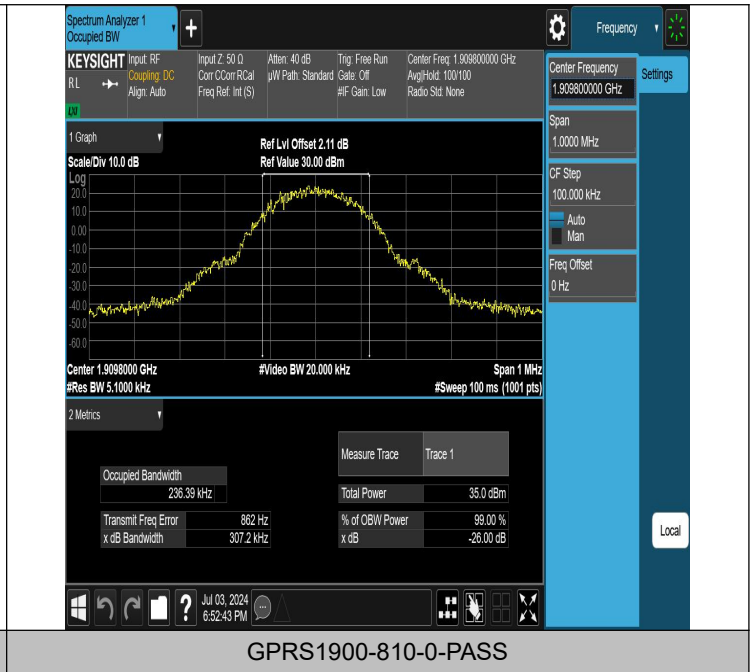 Spectrum Analyzer 1
Occupied BW
+
Frequency
KEYSIGHT
RL
LXI
Input: RF
Coupling: DC
Align: Auto
Input Z: 50 Ω
Corr CCorr RCal
Freq Ref: Int (S)
Atten: 40 dB
µW Path: Standard
Trig: Free Run
Gate: Off
#IF Gain: Low
Center Freq: 1.909800000 GHz
Avg|Hold: 100/100
Radio Std: None
Center Frequency
1.909800000 GHz
Settings
Span
1.0000 MHz
CF Step
100.000 kHz
Auto
Man
Freq Offset
0 Hz
Local
1 Graph
Scale/Div 10.0 dB
Ref Lvl Offset 2.11 dB
Ref Value 30.00 dBm
Log
20.0
10.0
0.00
-10.0
-20.0
-30.0
-40.0
-50.0
-60.0
Center 1.9098000 GHz
#Res BW 5.1000 kHz
#Video BW 20.000 kHz
Span 1 MHz
#Sweep 100 ms (1001 pts)
2 Metrics
Measure Trace Trace 1
Occupied Bandwidth
236.39 kHz
Total Power 35.0 dBm
Transmit Freq Error 862 Hz
% of OBW Power 99.00 %
x dB Bandwidth 307.2 kHz
x dB -26.00 dB
?
Jul 03, 2024
6:52:43 PM
GPRS1900-810-0-PASS